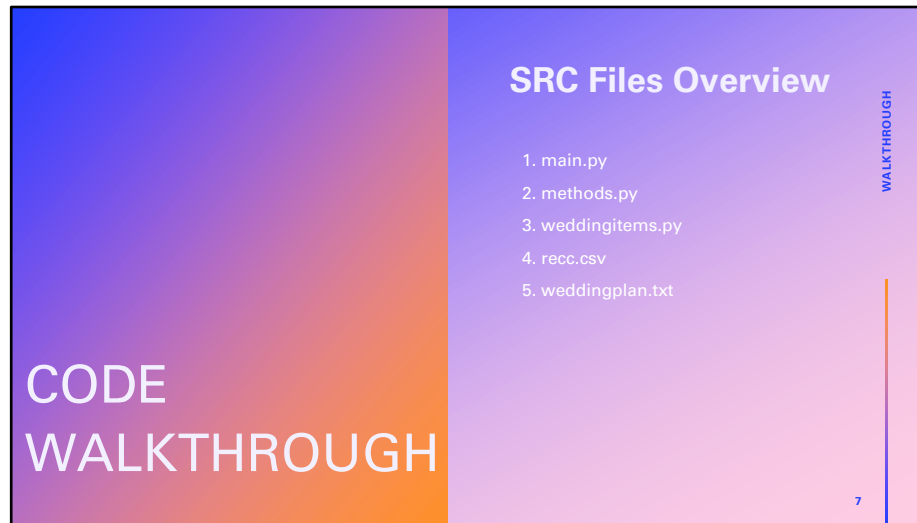 CODE
WALKTHROUGH
SRC Files Overview
1. main.py
2. methods.py
3. weddingitems.py
4. recc.csv
5. weddingplan.txt
WALKTHROUGH
7